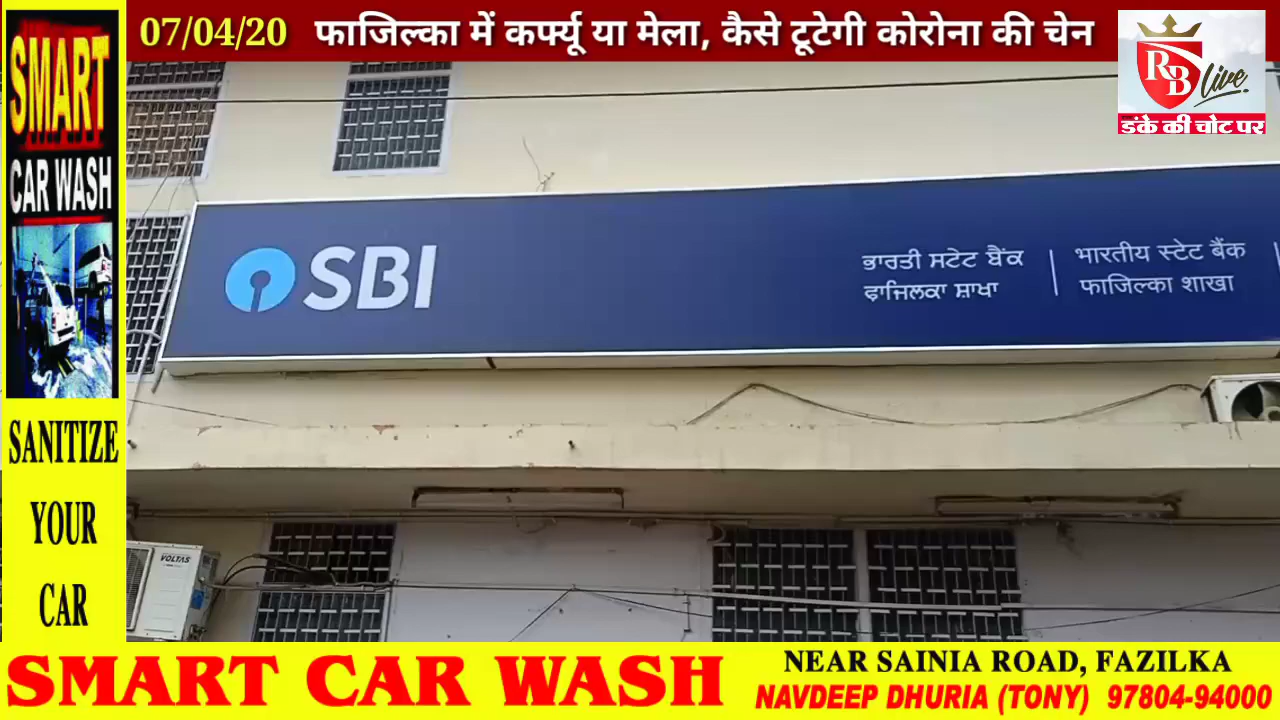 07/04/20 फाजिल्का में कर्फ्यू या मेला, कैसे टूटेगी कोरोना की चेन
RB Live
डंके की चोट पर
SMART
CAR WASH
SANITIZE
YOUR
CAR
SBI
ਭਾਰਤੀ ਸਟੇਟ ਬੈਂਕ
ਫ਼ਾਜਿਲਕਾ ਸ਼ਾਖਾ
भारतीय स्टेट बैंक
फाजिल्का शाखा
VOLTAS
SMART CAR WASH
NEAR SAINIA ROAD, FAZILKA
NAVDEEP DHURIA (TONY) 97804-94000